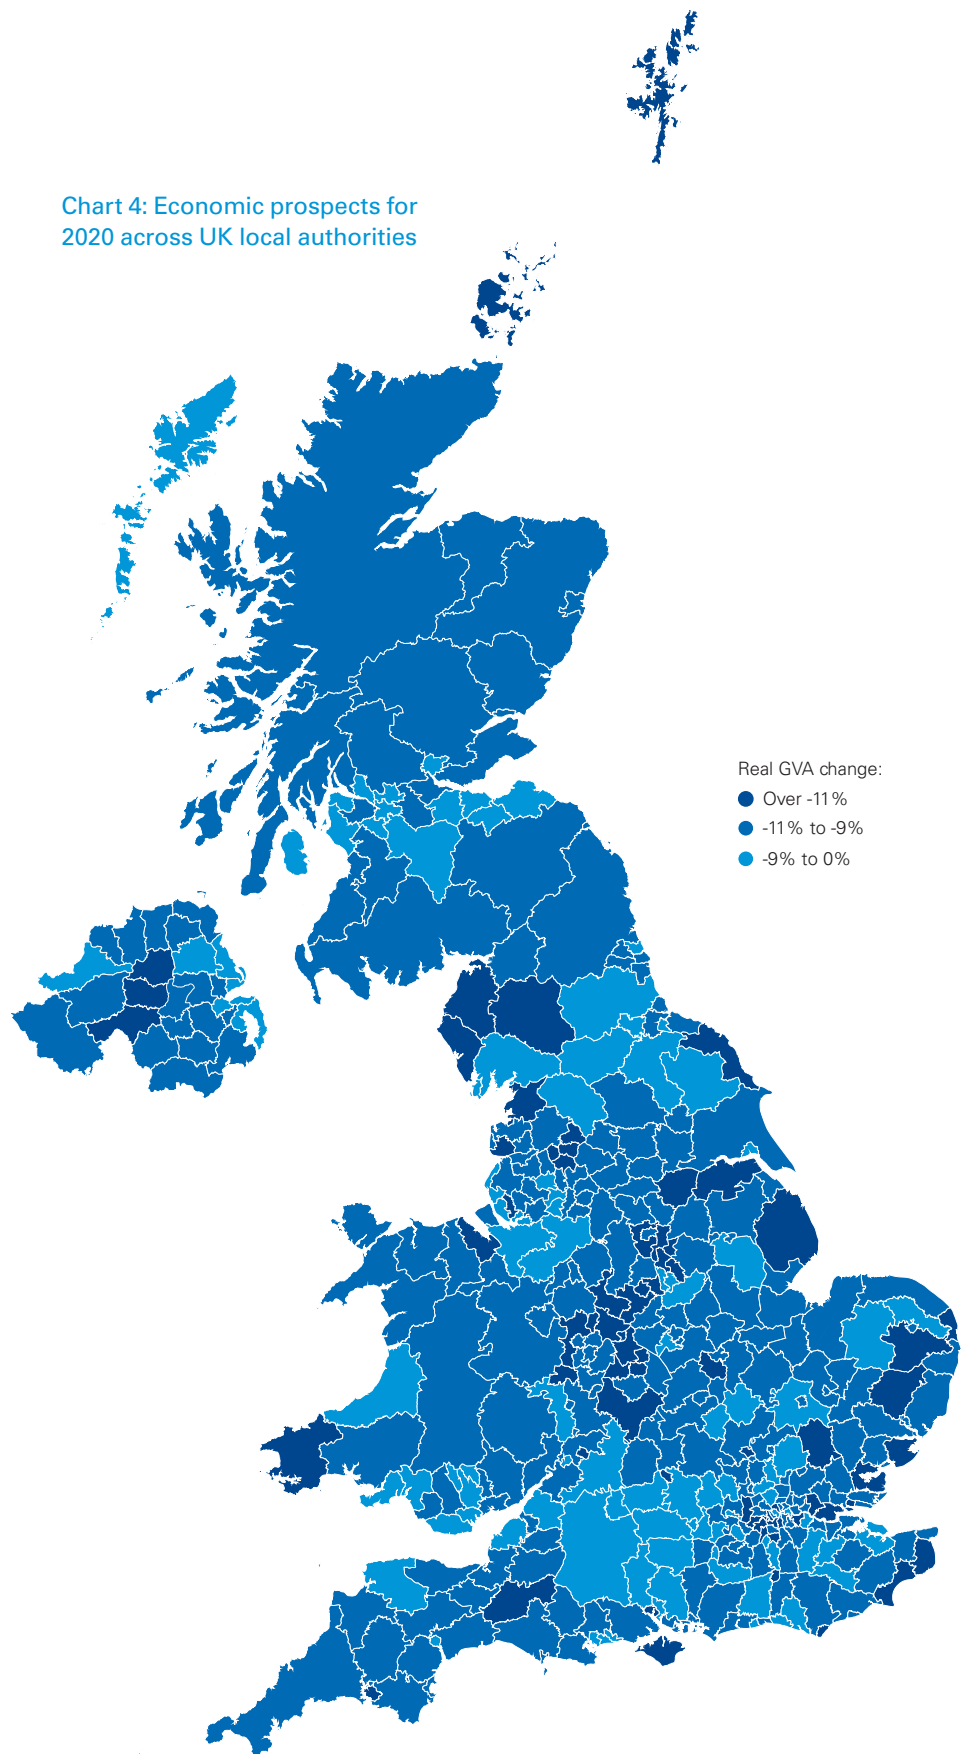 Chart 4: Economic prospects for
2020 across UK local authorities
Real GVA change:
Over -11%
-11% to -9%
-9% to 0%